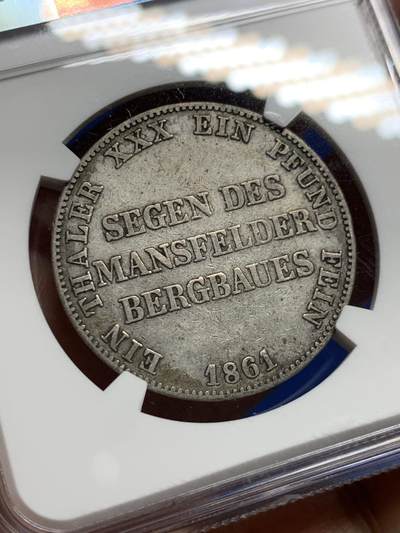 EIN THALER XXX EIN PFUND FEIN
SEGEN DES
MANSFELDER
BERGBAUES
1861